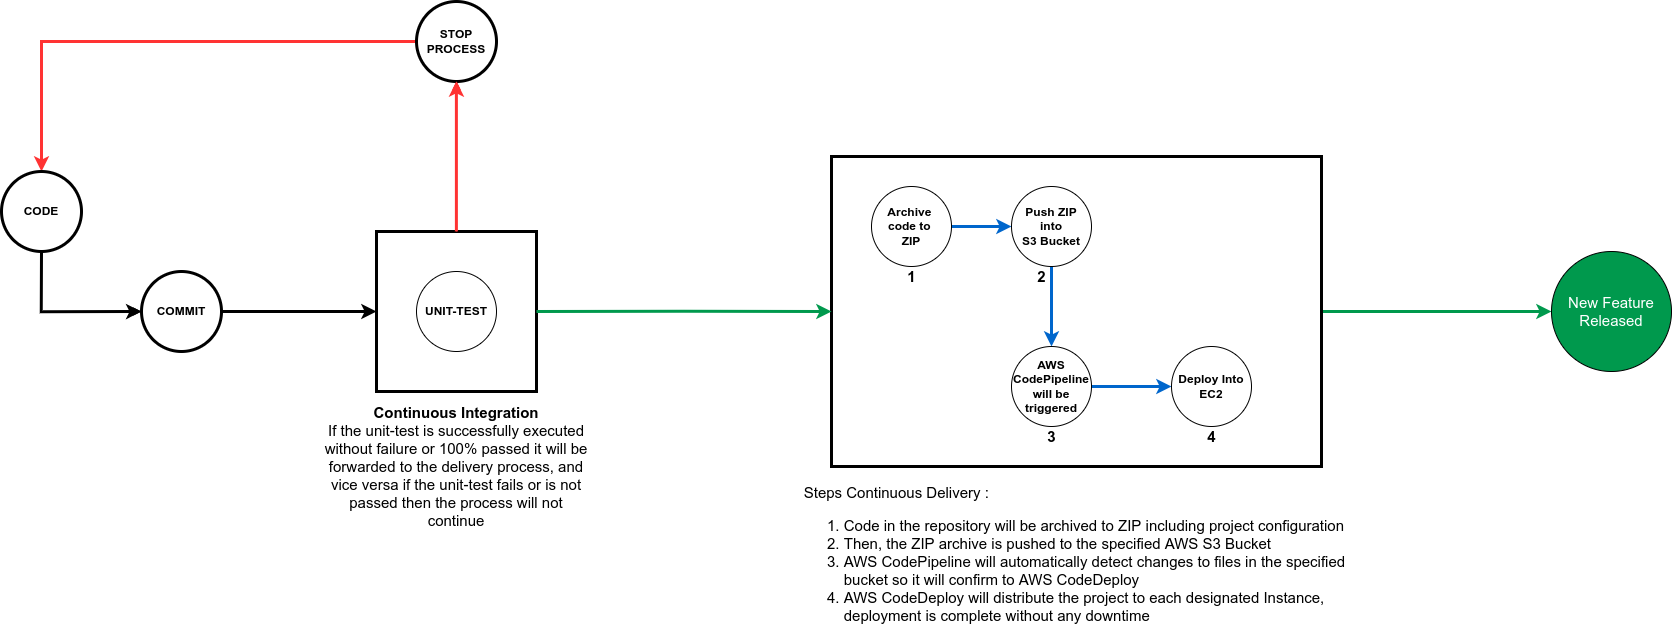 STOP
PROCESS
CODE
COMMIT
UNIT-TEST
Continuous Integration
If the unit-test is successfully executed
without failure or 100% passed it will be
forwarded to the delivery process, and
vice versa if the unit-test fails or is not
passed then the process will not
continue
Archive
code to
ZIP
1
Push ZIP
into
S3 Bucket
2
AWS
CodePipeline
will be
triggered
3
Deploy Into
EC2
4
Steps Continuous Delivery :
1. Code in the repository will be archived to ZIP including project configuration
2. Then, the ZIP archive is pushed to the specified AWS S3 Bucket
3. AWS CodePipeline will automatically detect changes to files in the specified
bucket so it will confirm to AWS CodeDeploy
4. AWS CodeDeploy will distribute the project to each designated Instance,
deployment is complete without any downtime
New Feature
Released